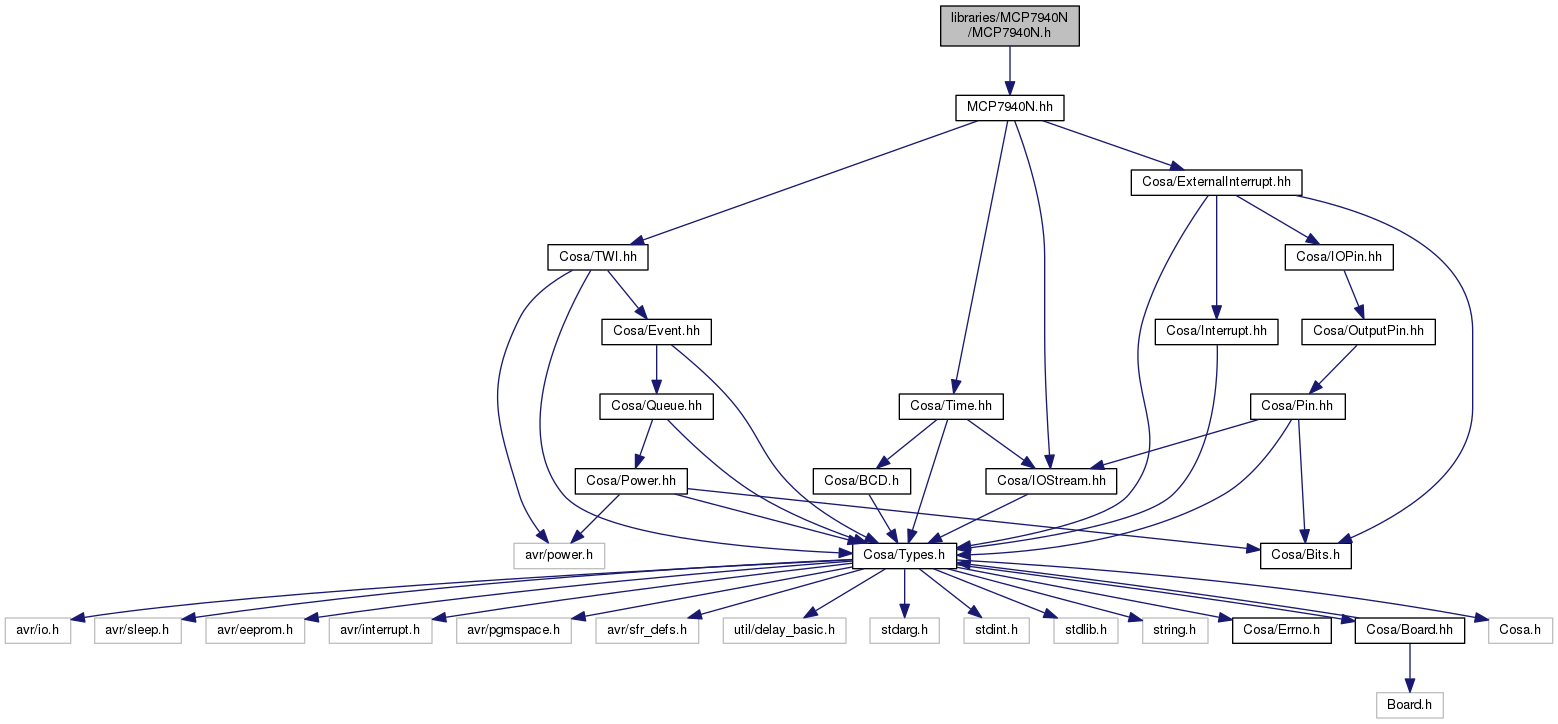 libraries/MCP7940N
/MCP7940N.h
MCP7940N.hh
Cosa/ExternalInterrupt.hh
Cosa/TWI.hh
Cosa/IOPin.hh
Cosa/Event.hh
Cosa/Interrupt.hh
Cosa/OutputPin.hh
Cosa/Queue.hh
Cosa/Time.hh
Cosa/Pin.hh
Cosa/Power.hh
Cosa/BCD.h
Cosa/IOStream.hh
avr/power.h
Cosa/Types.h
Cosa/Bits.h
avr/io.h
avr/sleep.h
avr/eeprom.h
avr/interrupt.h
avr/pgmspace.h
avr/sfr_defs.h
util/delay_basic.h
stdarg.h
stdint.h
stdlib.h
string.h
Cosa/Errno.h
Cosa/Board.hh
Cosa.h
Board.h